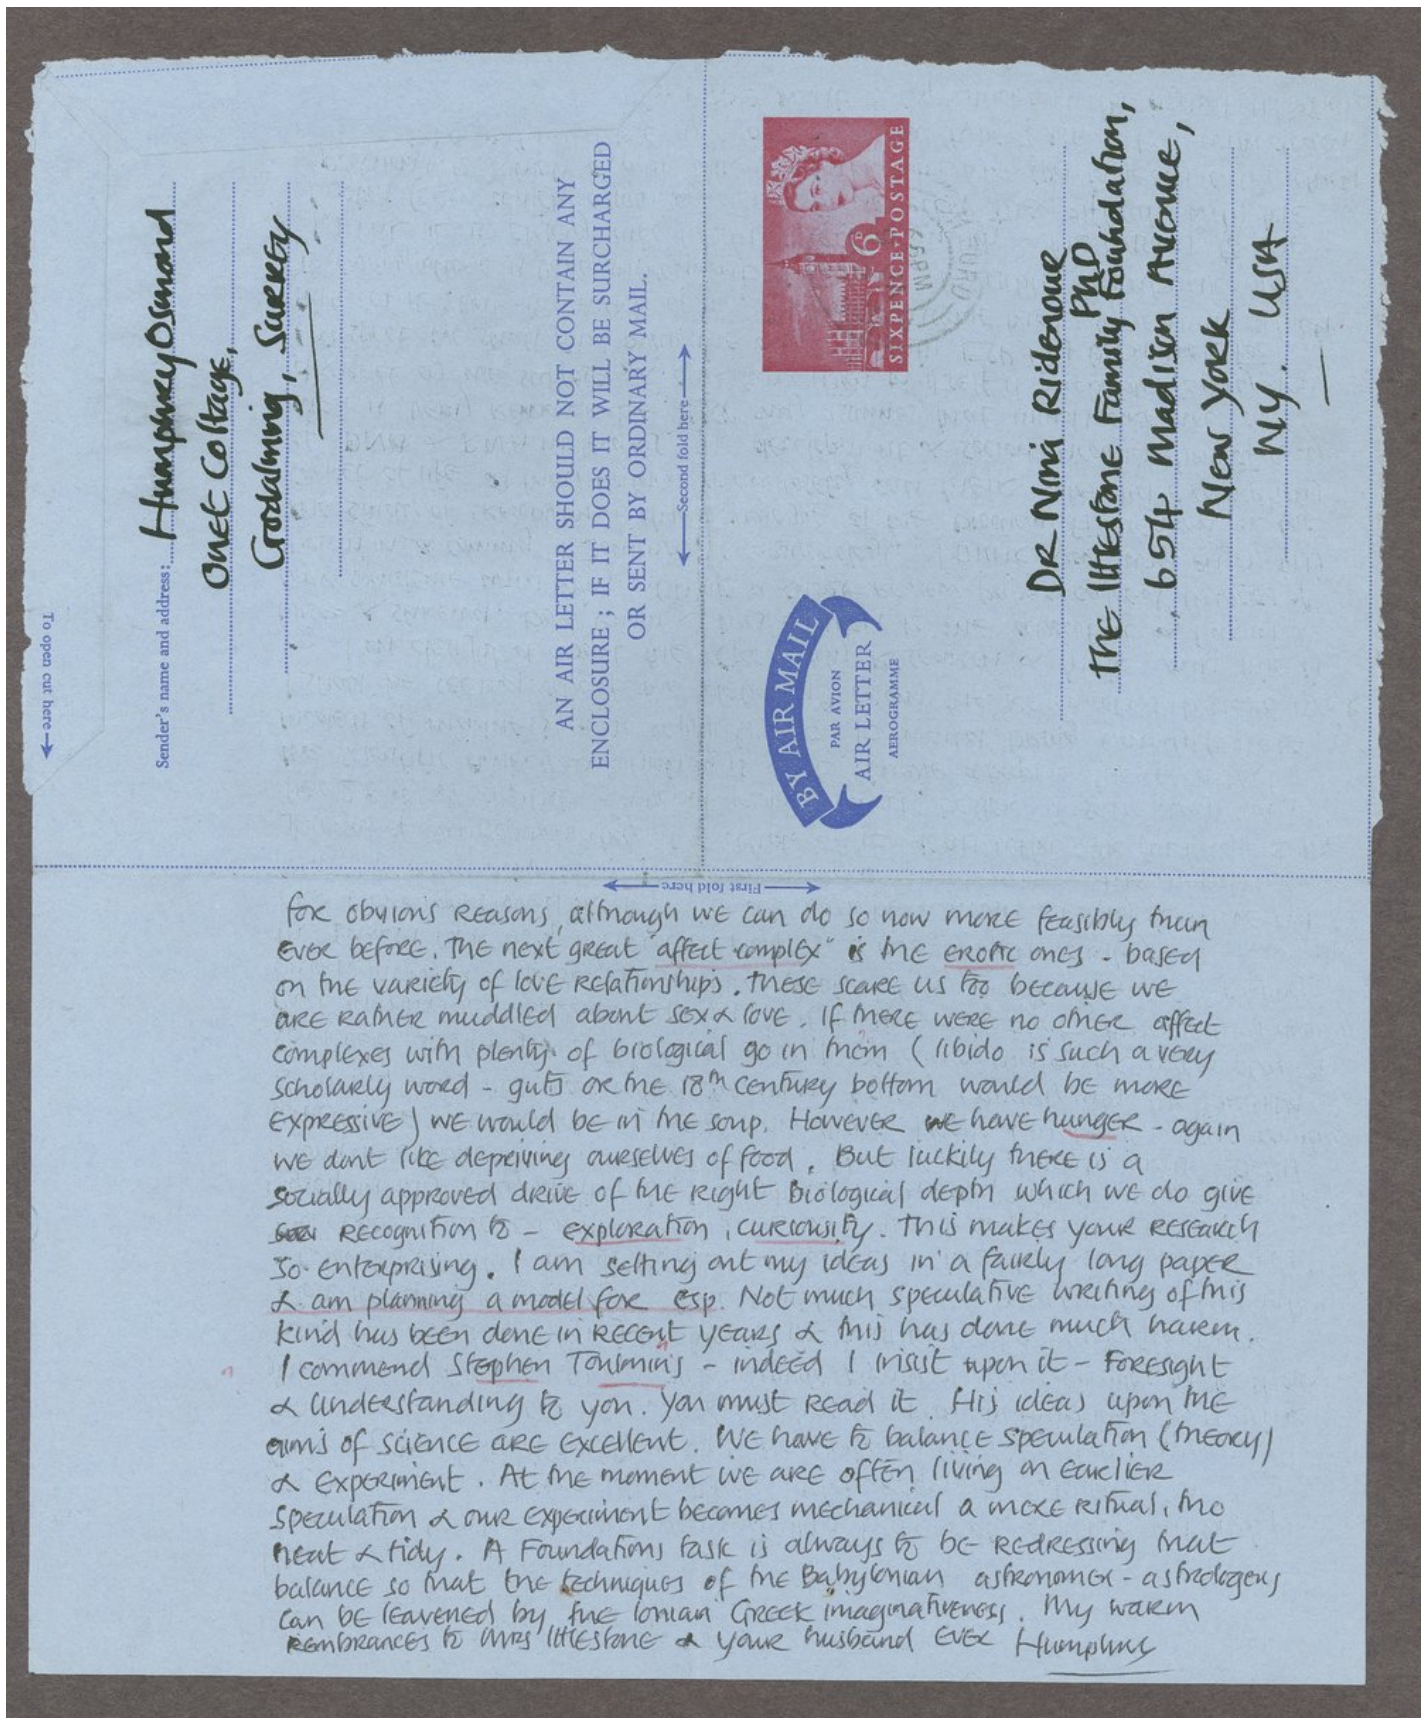 To open cut here
Sender's name and address: Humphry Osmond
Onet Cottage,
Godalming, Surrey
AN AIR LETTER SHOULD NOT CONTAIN ANY
ENCLOSURE ; IF IT DOES IT WILL BE SURCHARGED
OR SENT BY ORDINARY MAIL.
Second fold here
6D
SIXPENCE·POSTAGE
BY AIR MAIL
PAR AVION
AIR LETTER
AEROGRAMME
DR Nina Ridenour
PhD
The Ittleson Family Foundation,
654 Madison Avenue,
New York
NY. USA
First fold here
for obvious reasons, although we can do so now more feasibly than
ever before. The next great "affect complex" is the erotic ones - based
on the variety of love relationships. These scare us too because we
are rather muddled about sex & love. If there were no other affect
complexes with plenty of biological go in them (libido is such a very
scholarly word - guts or the 18th century bottom would be more
expressive) we would be in the soup. However we have hunger - again
we dont like depriving ourselves of food. But luckily there is a
socially approved drive of the right biological depth which we do give
recognition to - exploration, curiousity. This makes your research
so enterprising. I am setting out my ideas in a fairly long paper
& am planning a model for esp. Not much speculative writing of this
kind has been done in recent years & this has done much harm.
I commend Stephen Toulmin's - indeed I insist upon it - Foresight
& Understanding to you. You must read it. His ideas upon the
aims of science are excellent. We have to balance speculation (theory)
& experiment. At the moment we are often living on earlier
speculation & our experiment becomes mechanical a mere ritual, tho
neat & tidy. A Foundations task is always to be redressing that
balance so that the techniques of the Babylonian astronomer - astrologers
can be leavened by the Ionian Greek imaginativeness. My warm
rembrances to Mrs Ittlesone & your husband Ever Humphry